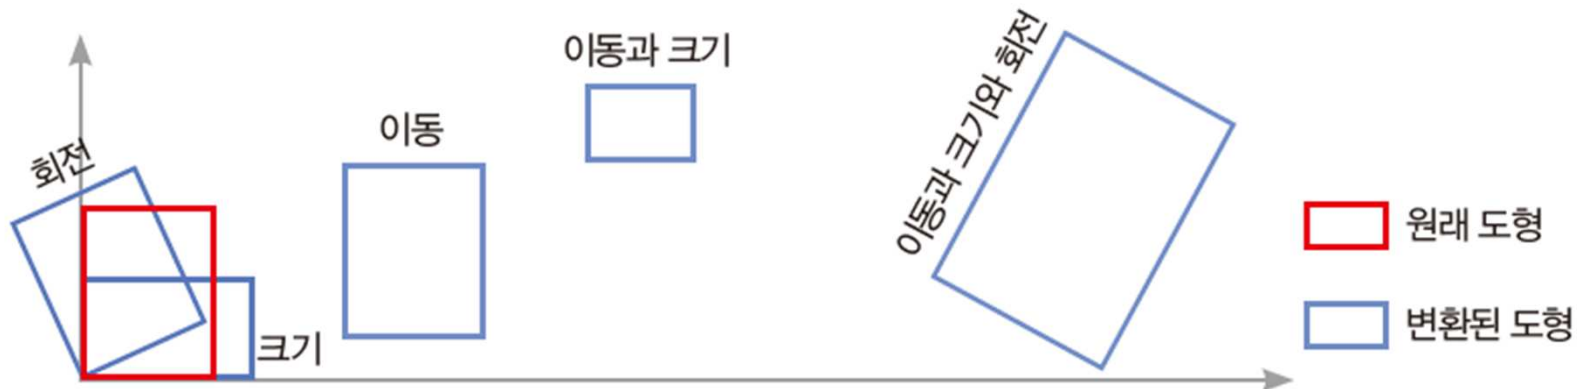 회전
크기
이동
이동과 크기
이동과 크기와 회전
원래 도형
변환된 도형